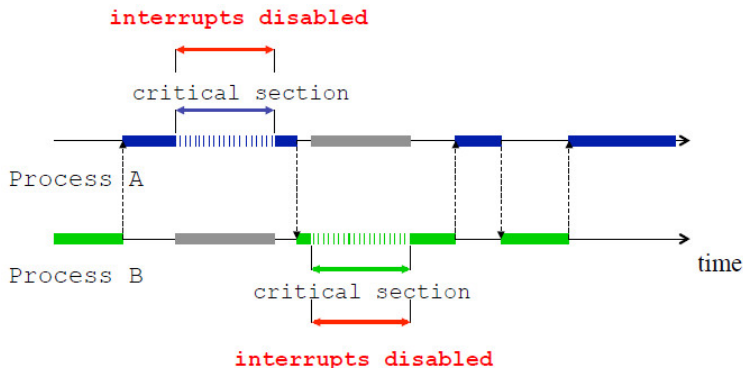 interrupts disabled
critical section
Process A
time
Process B
critical section
interrupts disabled